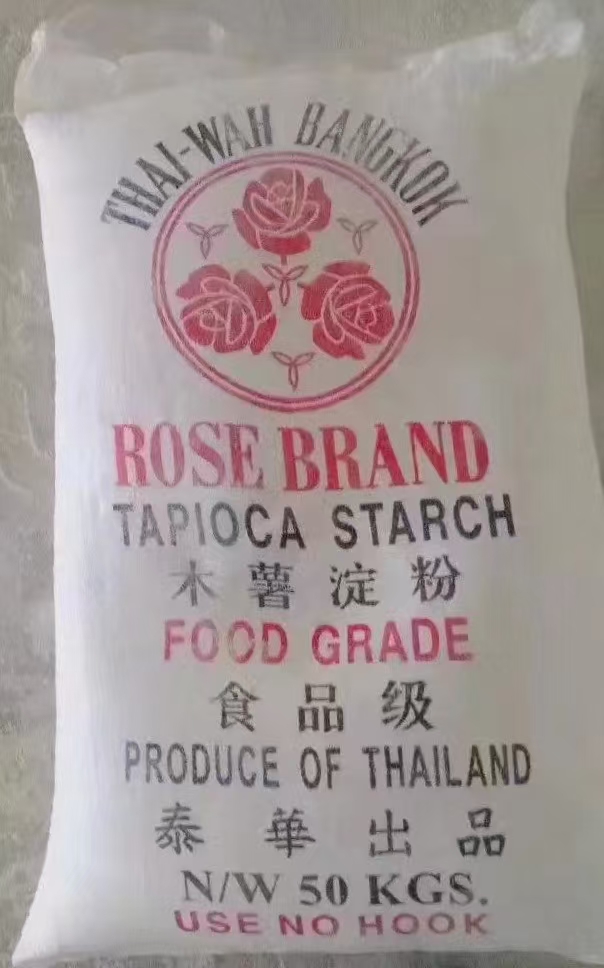 THAI-WAH BANGKOK
ROSE BRAND
TAPIOCA STARCH
木薯淀粉
FOOD GRADE
食品级
PRODUCE OF THAILAND
泰華出品
N/W 50 KGS.
USE NO HOOK